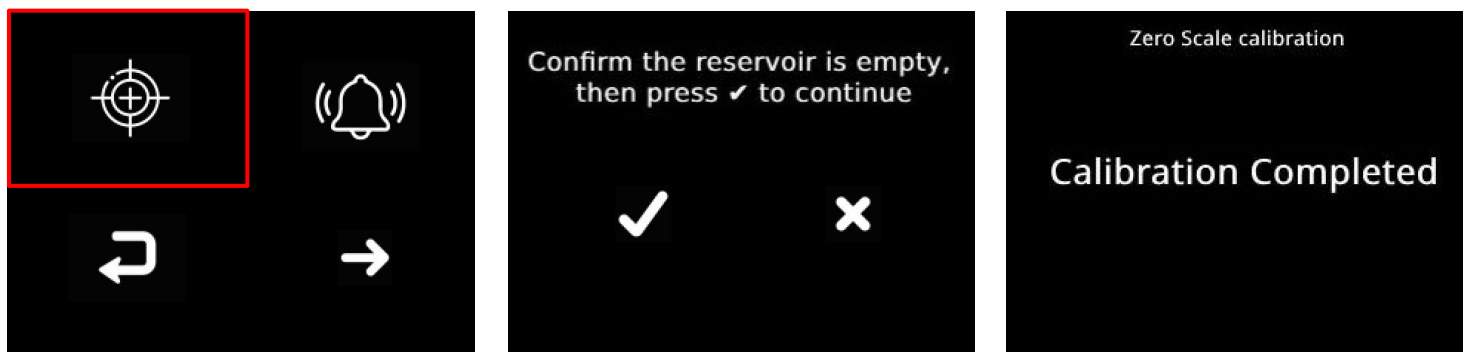 Confirm the reservoir is empty,
then press ✔ to continue
Zero Scale calibration
Calibration Completed